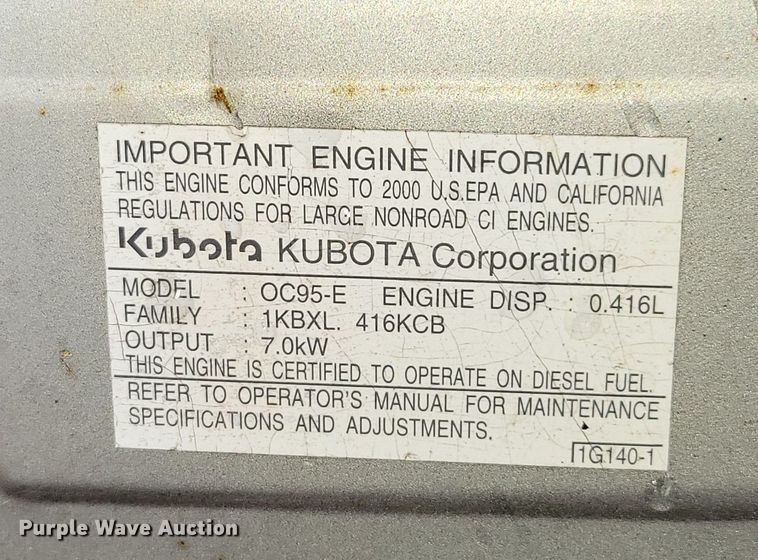 IMPORTANT ENGINE INFORMATION
THIS ENGINE CONFORMS TO 2000 U.S.EPA AND CALIFORNIA
REGULATIONS FOR LARGE NONROAD CI ENGINES.
Kubota KUBOTA Corporation
MODEL : OC95-E ENGINE DISP. : 0.416L
FAMILY : 1KBXL. 416KCB
OUTPUT : 7.0kW
THIS ENGINE IS CERTIFIED TO OPERATE ON DIESEL FUEL.
REFER TO OPERATOR'S MANUAL FOR MAINTENANCE
SPECIFICATIONS AND ADJUSTMENTS.
1G140-1
Purple Wave Auction